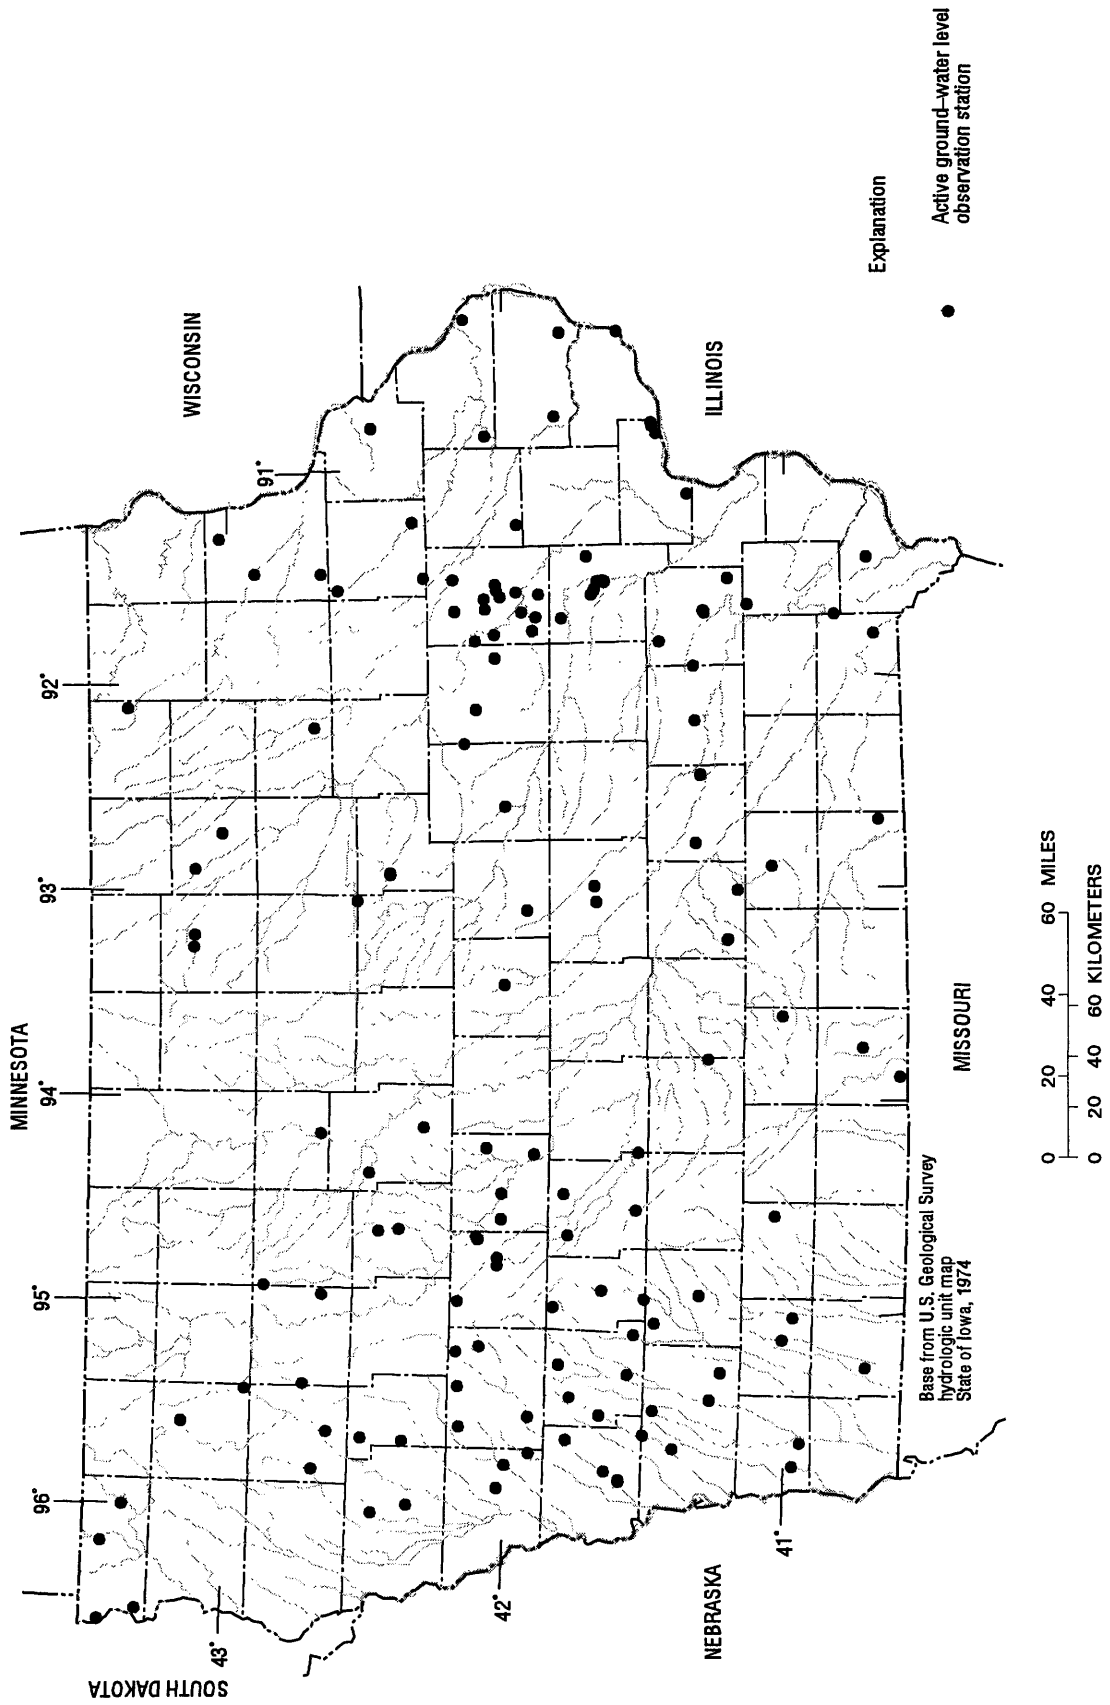 MINNESOTA
SOUTH DAKOTA
WISCONSIN
96°
95°
94°
93°
92°
91°
43°
42°
41°
NEBRASKA
ILLINOIS
MISSOURI
Base from U.S. Geological Survey
hydrologic unit map
State of Iowa, 1974
0 20 40 60 MILES
0 20 40 60 KILOMETERS
Explanation
Active ground–water level
observation station